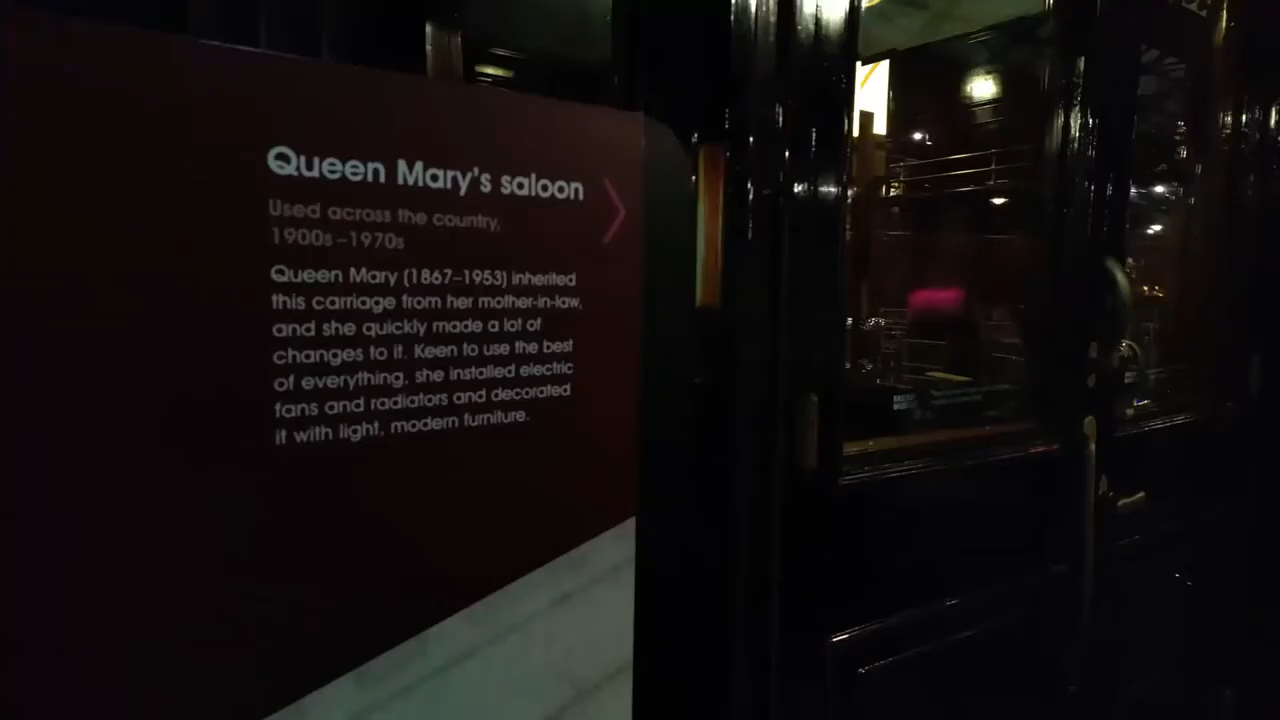 Queen Mary's saloon
Used across the country,
1900s–1970s
Queen Mary (1867–1953) inherited
this carriage from her mother-in-law,
and she quickly made a lot of
changes to it. Keen to use the best
of everything, she installed electric
fans and radiators and decorated
it with light, modern furniture.